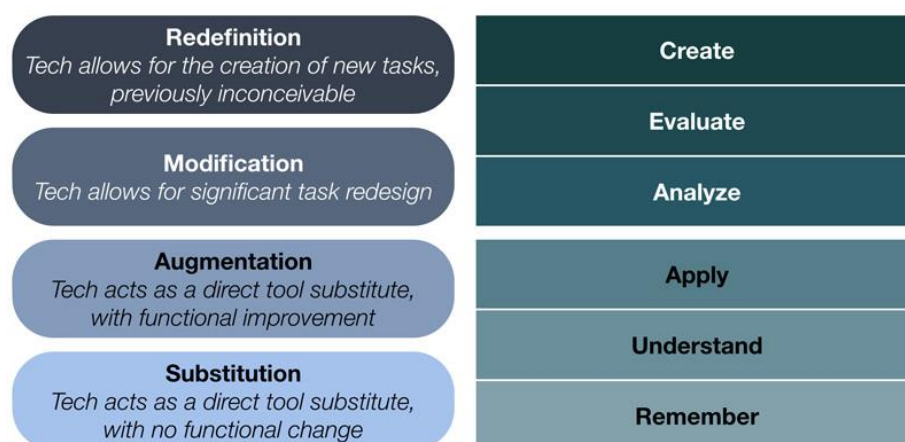 Redefinition
Tech allows for the creation of new tasks,
previously inconceivable
Modification
Tech allows for significant task redesign
Augmentation
Tech acts as a direct tool substitute,
with functional improvement
Substitution
Tech acts as a direct tool substitute,
with no functional change
Create
Evaluate
Analyze
Apply
Understand
Remember